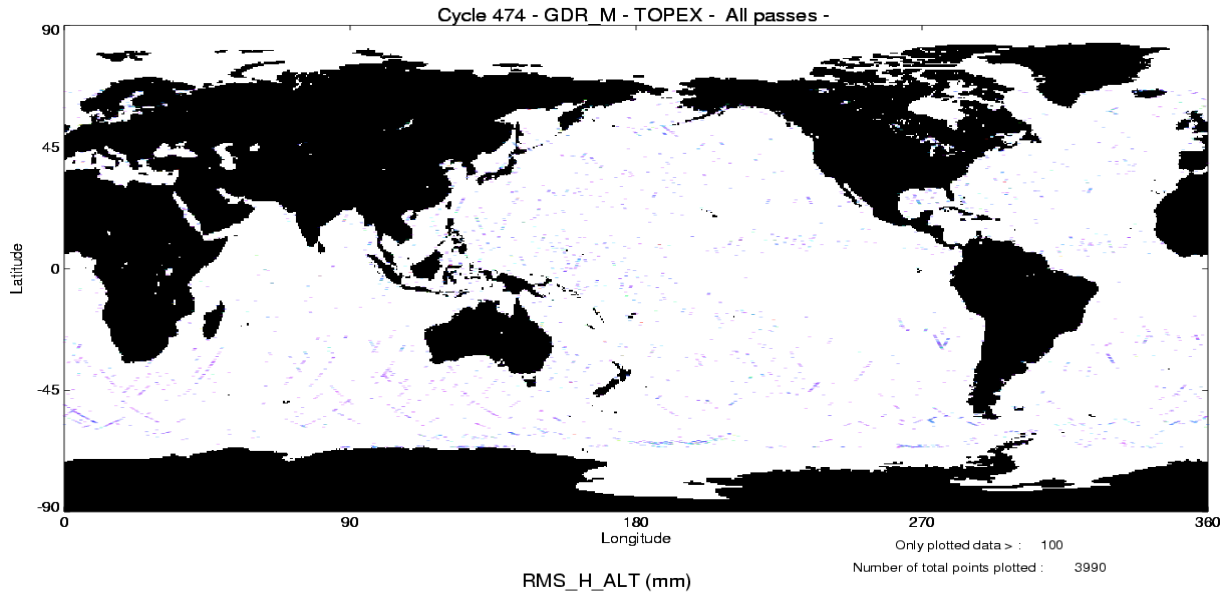 Cycle 474 - GDR_M - TOPEX -  All passes -
90
45
0
-45
-90
Latitude
0 90 180 270 360
Longitude
Only plotted data > : 100
Number of total points plotted : 3990
RMS_H_ALT (mm)